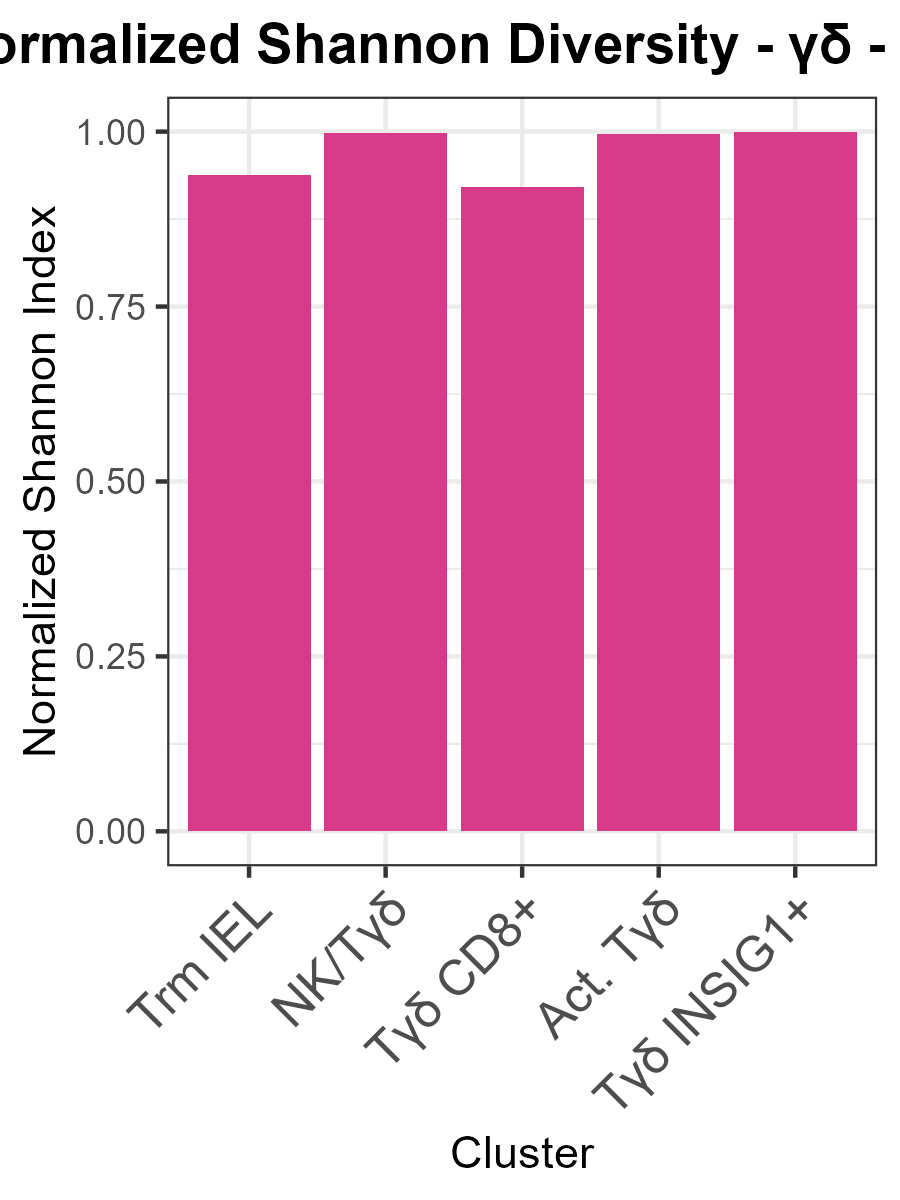 ormalized Shannon Diversity - γδ -
Normalized Shannon Index
1.00
0.75
0.50
0.25
0.00
Trm IEL
NK/Tγδ
Tγδ CD8+
Act. Tγδ
Tγδ INSIG1+
Cluster